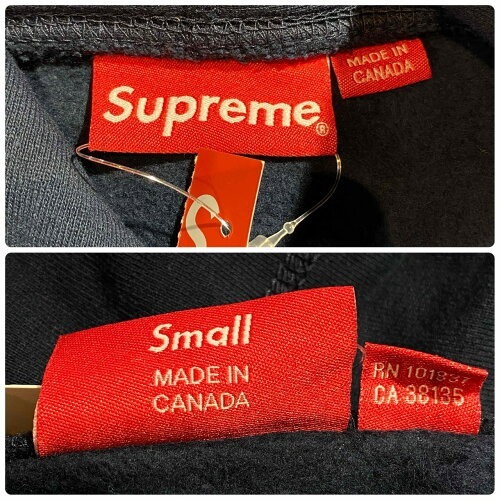 Supreme®
MADE IN
CANADA
S
Small
MADE IN
CANADA
RN 101837
CA 38135